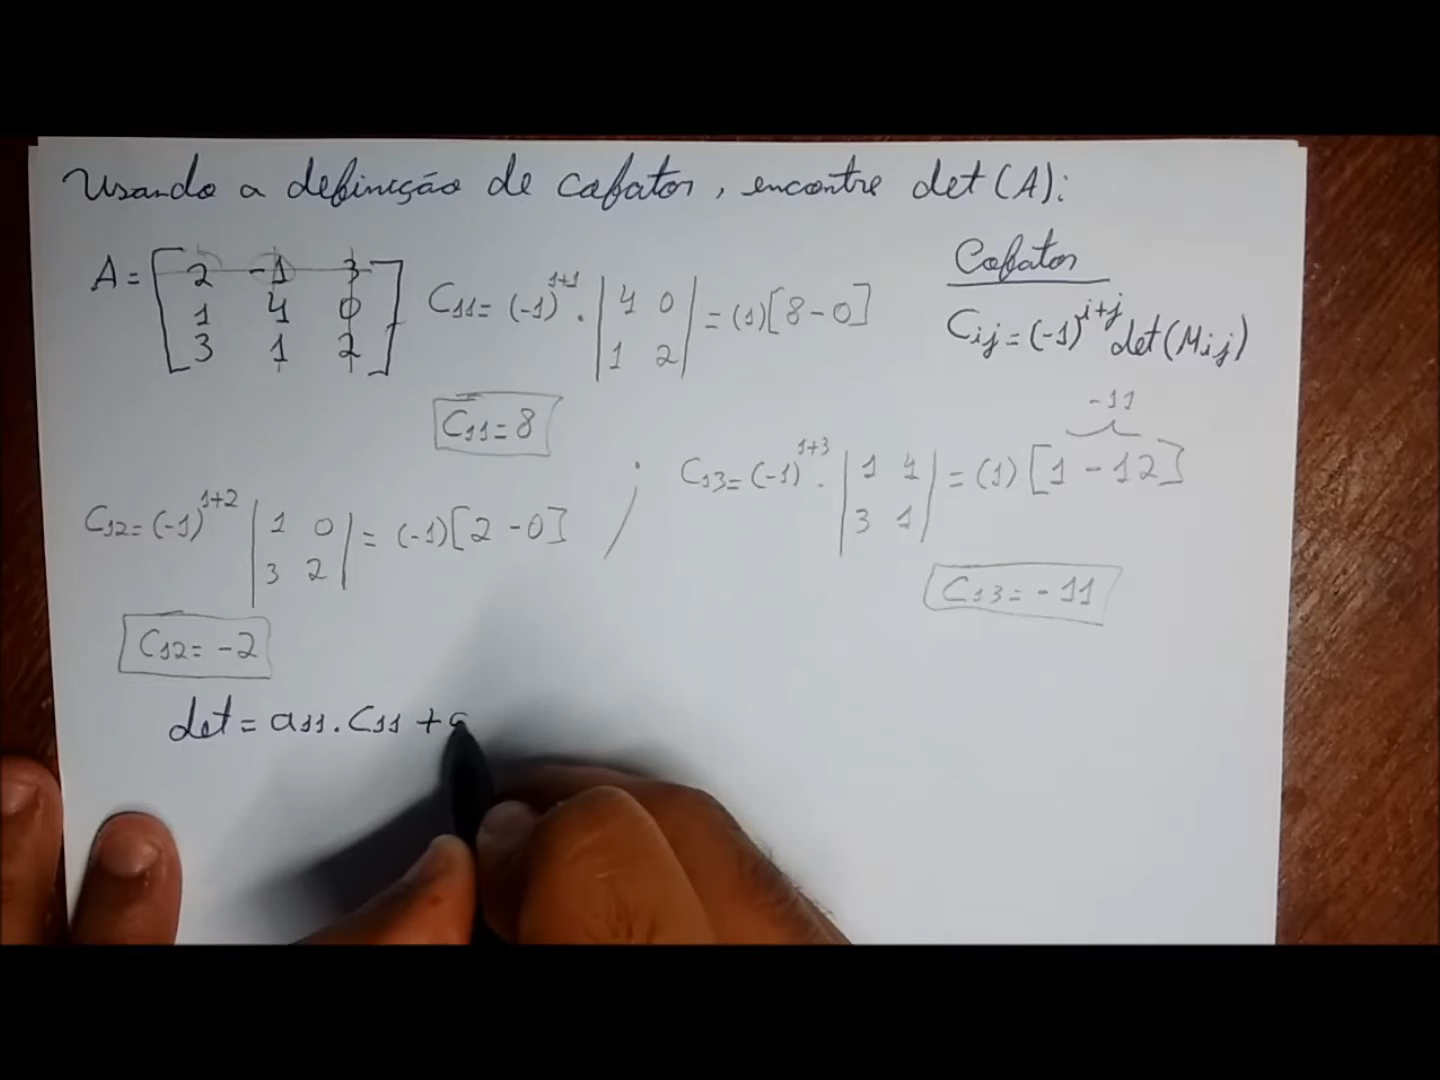 Usando a definição de cofator, encontre det(A):
A = [2 -1 3
1 4 0
3 1 2]
C11 = (-1)^1+1 . |4 0
1 2| = (1)[8 - 0]
C11 = 8
Cofator
Cij = (-1)^i+j det(Mij)
C12 = (-1)^1+2 |1 0
3 2| = (-1)[2 - 0]
C12 = -2
;
-11
C13 = (-1)^1+3 . |1 4
3 1| = (1)[1 - 12]
C13 = -11
det = a11 . C11 +